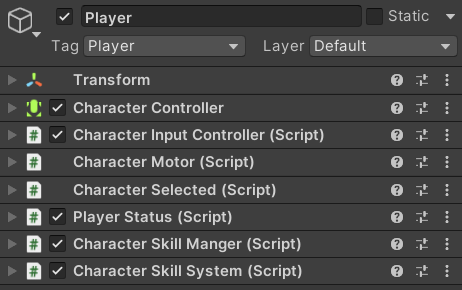 Player
Static
Tag Player Layer Default
Transform
Character Controller
# Character Input Controller (Script)
# Character Motor (Script)
# Character Selected (Script)
# Player Status (Script)
# Character Skill Manger (Script)
# Character Skill System (Script)